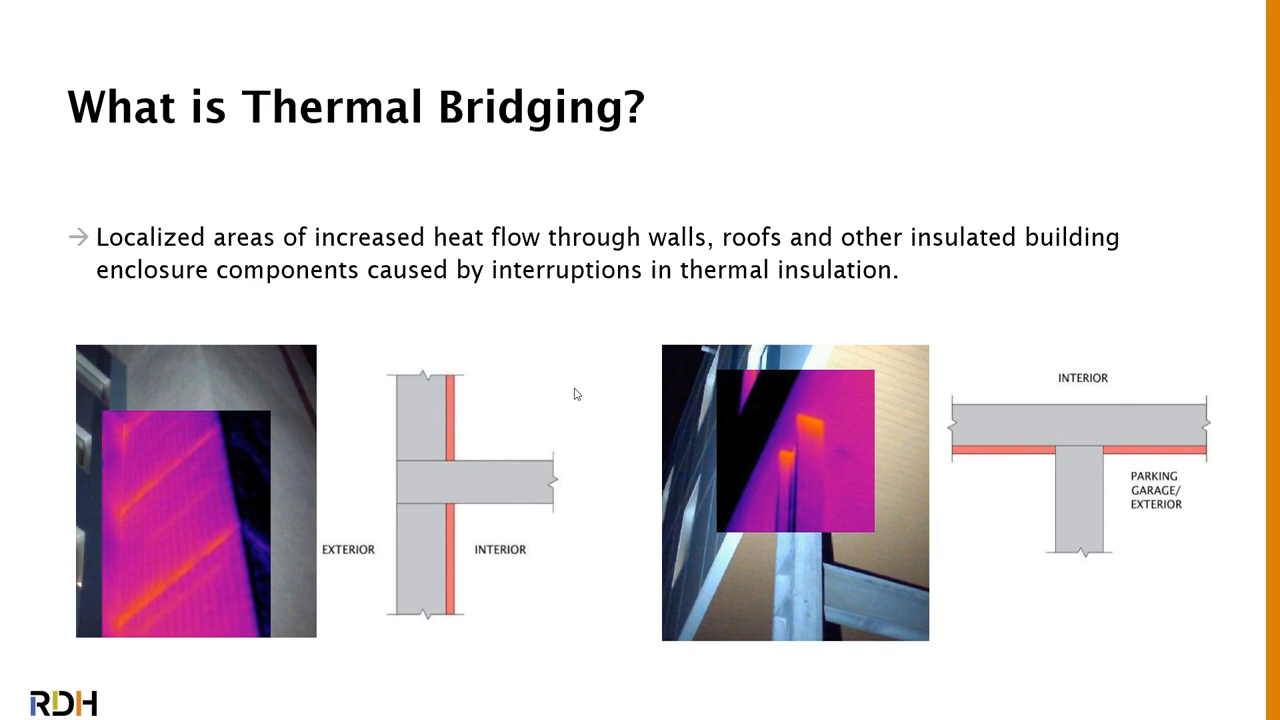 What is Thermal Bridging?
→ Localized areas of increased heat flow through walls, roofs and other insulated building
enclosure components caused by interruptions in thermal insulation.
EXTERIOR
INTERIOR
INTERIOR
PARKING
GARAGE/
EXTERIOR
RDH